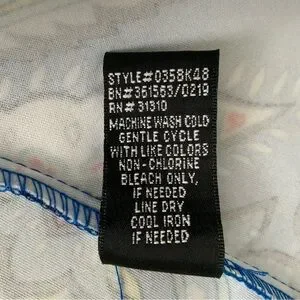 STYLE#0358K48
BN#361563/0219
RN#31310
MACHINE WASH COLD
GENTLE CYCLE
WITH LIKE COLORS
NON-CHLORINE
BLEACH ONLY,
IF NEEDED
LINE DRY
COOL IRON
IF NEEDED